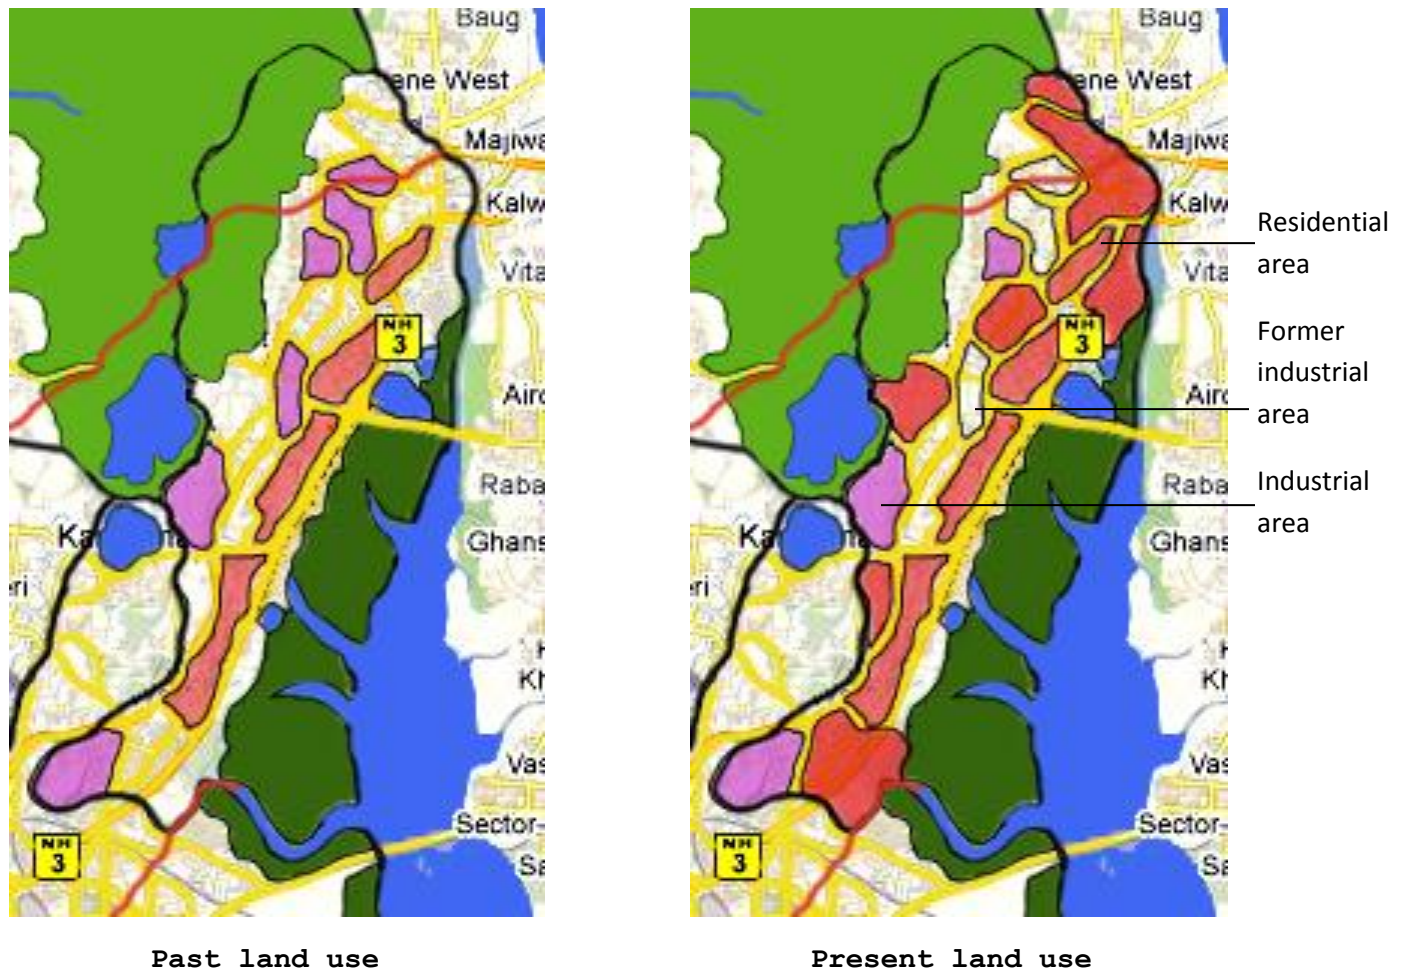 Baug
ane West
Majiwa
Kalw
Vita
NH
3
Airo
Raba
Ka
Ghans
ri
Kh
Vas
Sector-
NH
3
Sa
Past land use
Baug
ane West
Majiwa
Kalw
Vita
NH
3
Airo
Raba
Ka
Ghans
ri
Kh
Vas
Sector-
NH
3
Sa
Present land use
Residential
area
Former
industrial
area
Industrial
area